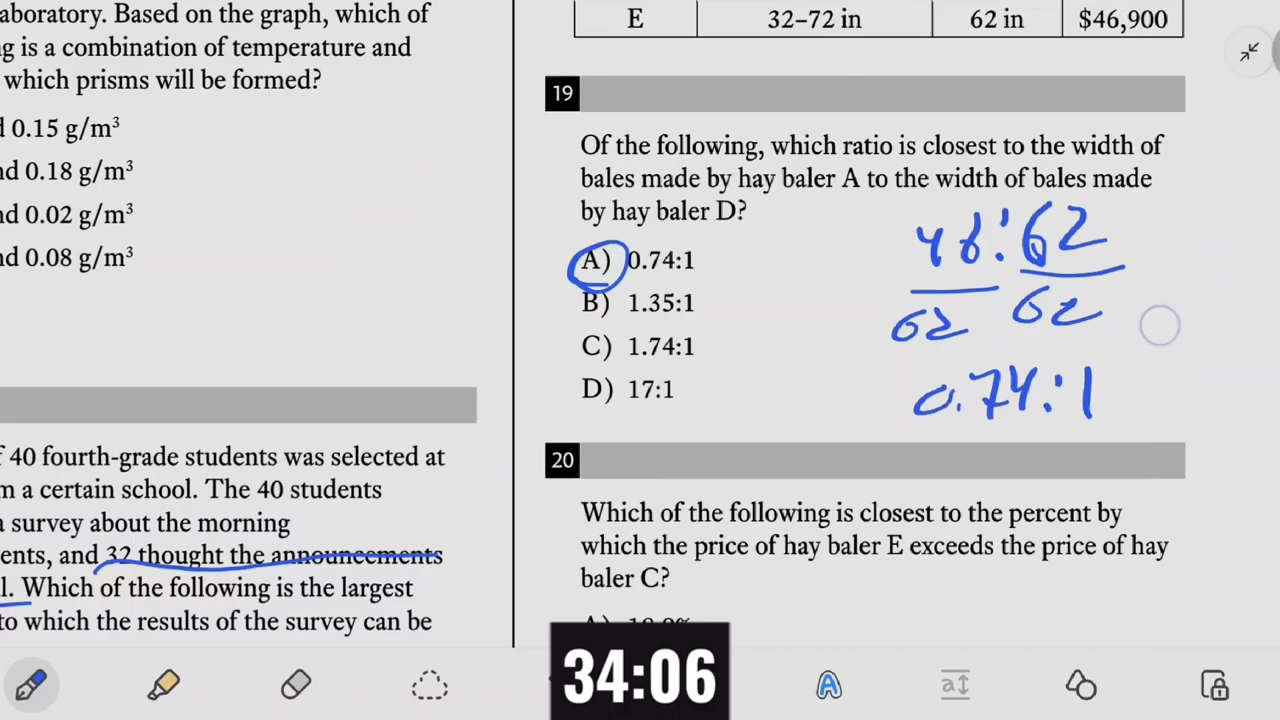 aboratory. Based on the graph, which of
ng is a combination of temperature and
which prisms will be formed?
d 0.15 g/m³
nd 0.18 g/m³
nd 0.02 g/m³
nd 0.08 g/m³
f 40 fourth-grade students was selected at
m a certain school. The 40 students
a survey about the morning
ents, and 32 thought the announcements
l. Which of the following is the largest
to which the results of the survey can be
E 32–72 in 62 in $46,900
19
Of the following, which ratio is closest to the width of
bales made by hay baler A to the width of bales made
by hay baler D?
A) 0.74:1
B) 1.35:1
C) 1.74:1
D) 17:1
46:62
62 62
0.74:1
20
Which of the following is closest to the percent by
which the price of hay baler E exceeds the price of hay
baler C?
34:06